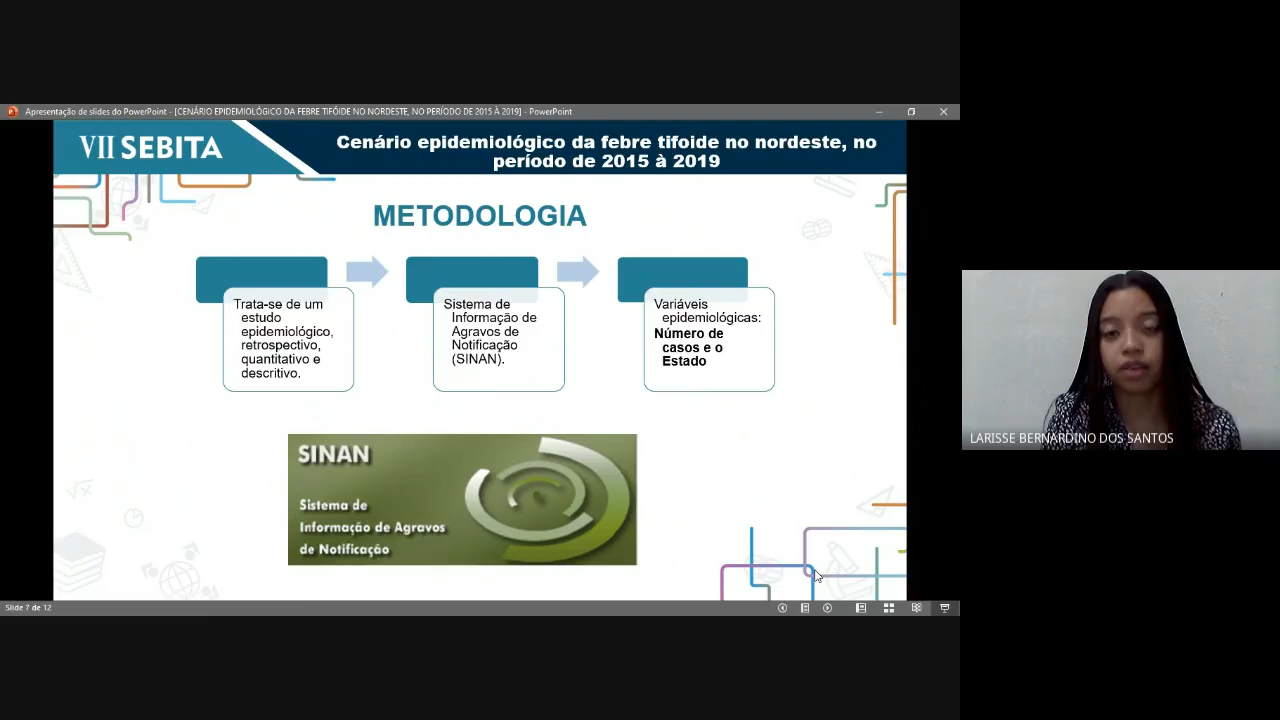 Apresentação de slides do PowerPoint - [CENÁRIO EPIDEMIOLÓGICO DA FEBRE TIFÓIDE NO NORDESTE, NO PERÍODO DE 2015 À 2019] - PowerPoint
VII SEBITA
Cenário epidemiológico da febre tifoide no nordeste, no
período de 2015 à 2019
METODOLOGIA
Trata-se de um
estudo
epidemiológico,
retrospectivo,
quantitativo e
descritivo.
Sistema de
Informação de
Agravos de
Notificação
(SINAN).
Variáveis
epidemiológicas:
Número de
casos e o
Estado
SINAN
Sistema de
Informação de Agravos
de Notificação
LARISSE BERNARDINO DOS SANTOS
Slide 7 de 12